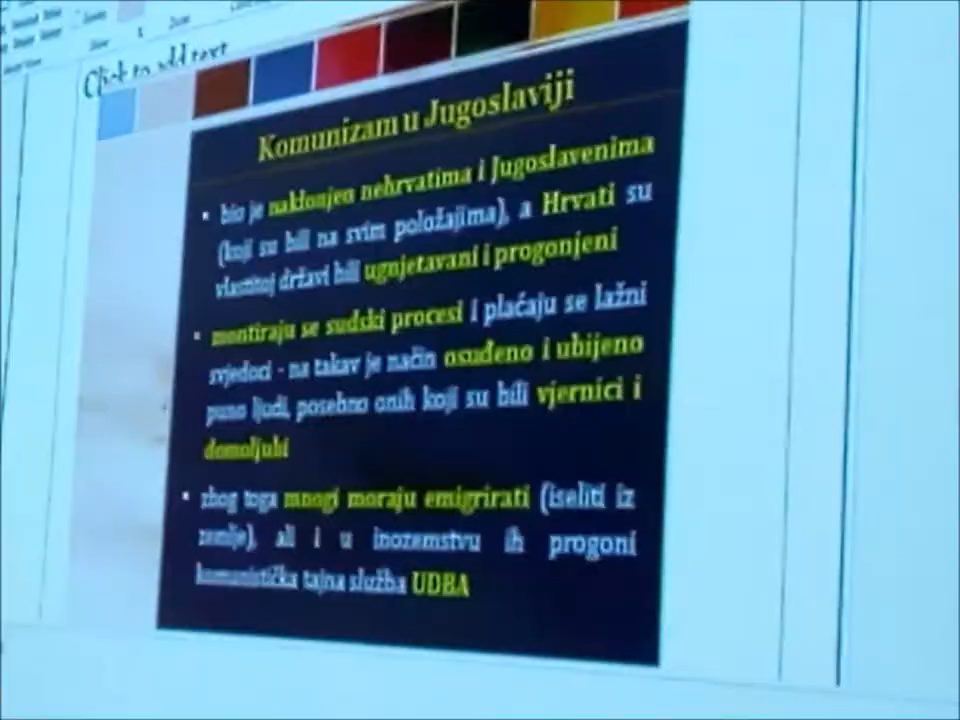 Click to add text
Komunizam u Jugoslaviji
bio je naklonjen nehrvatima i Jugoslavenima
(koji su bili na svim položajima), a Hrvati su
vlastitoj državi bili ugnjetavani i progonjeni
montiraju se sudski procesi i plaćaju se lažni
svjedoci - na takav je način osuđeno i ubijeno
puno ljudi, posebno onih koji su bili vjernici i
domoljubi
zbog toga mnogi moraju emigrirati (iseliti iz
zemlje), ali i u inozemstvu ih progoni
komunistička tajna služba UDBA